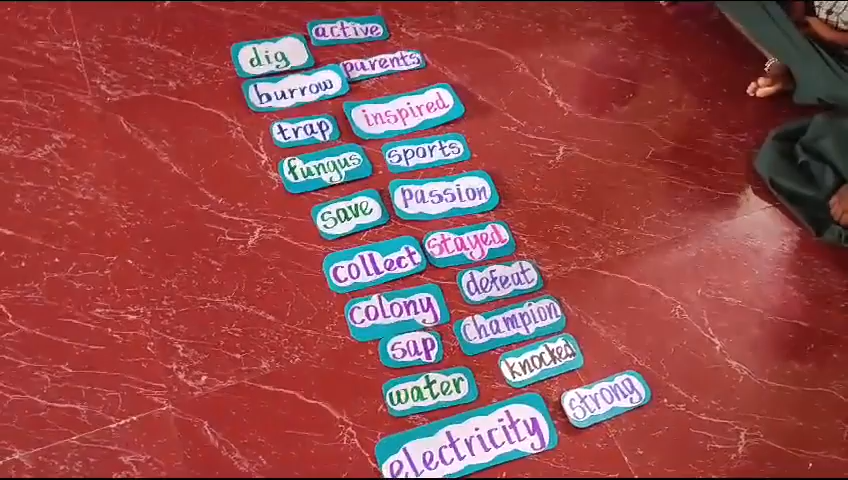 active
dig
parents
burrow
inspired
trap
sports
fungus
passion
save
stayed
collect
defeat
colony
champion
sap
knocked
water
strong
electricity